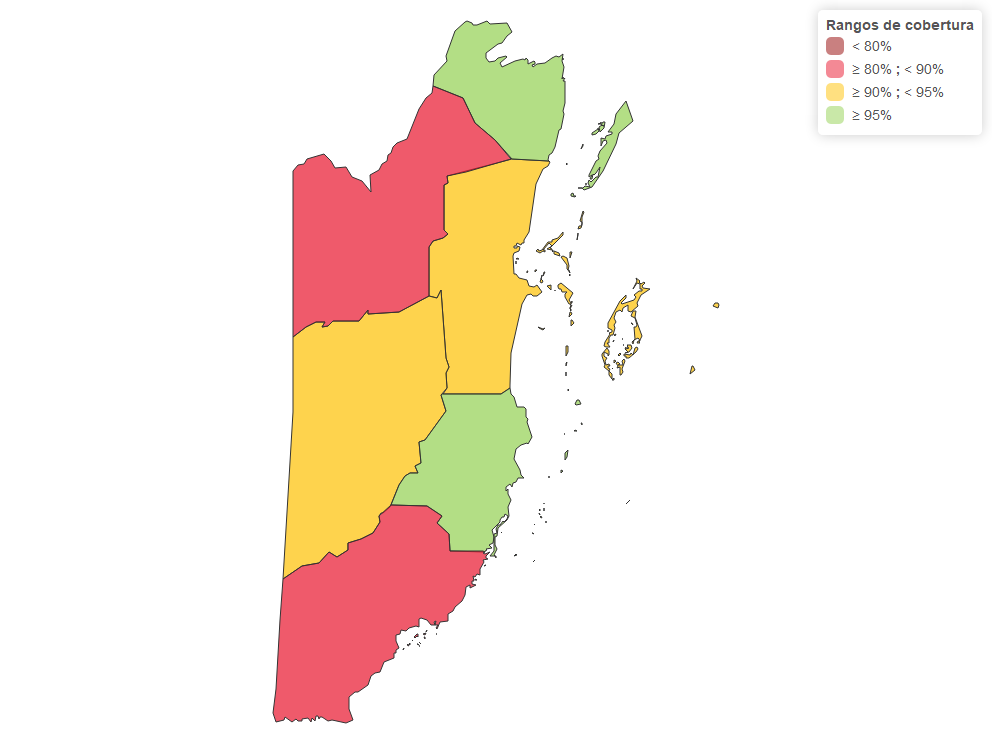 Rangos de cobertura
< 80%
≥ 80% ; < 90%
≥ 90% ; < 95%
≥ 95%